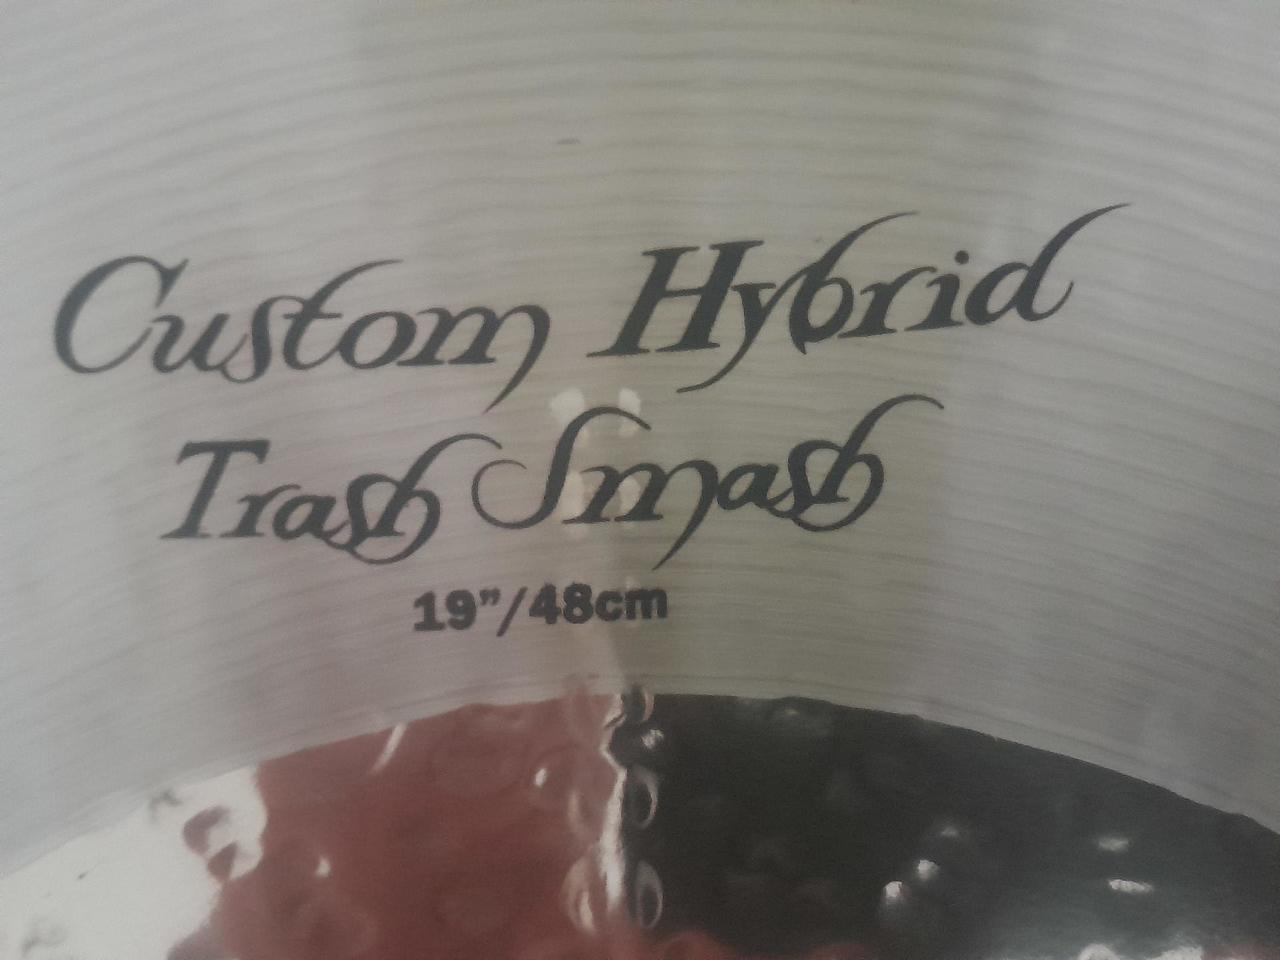 Custom Hybrid
Trash Smash
19”/48cm